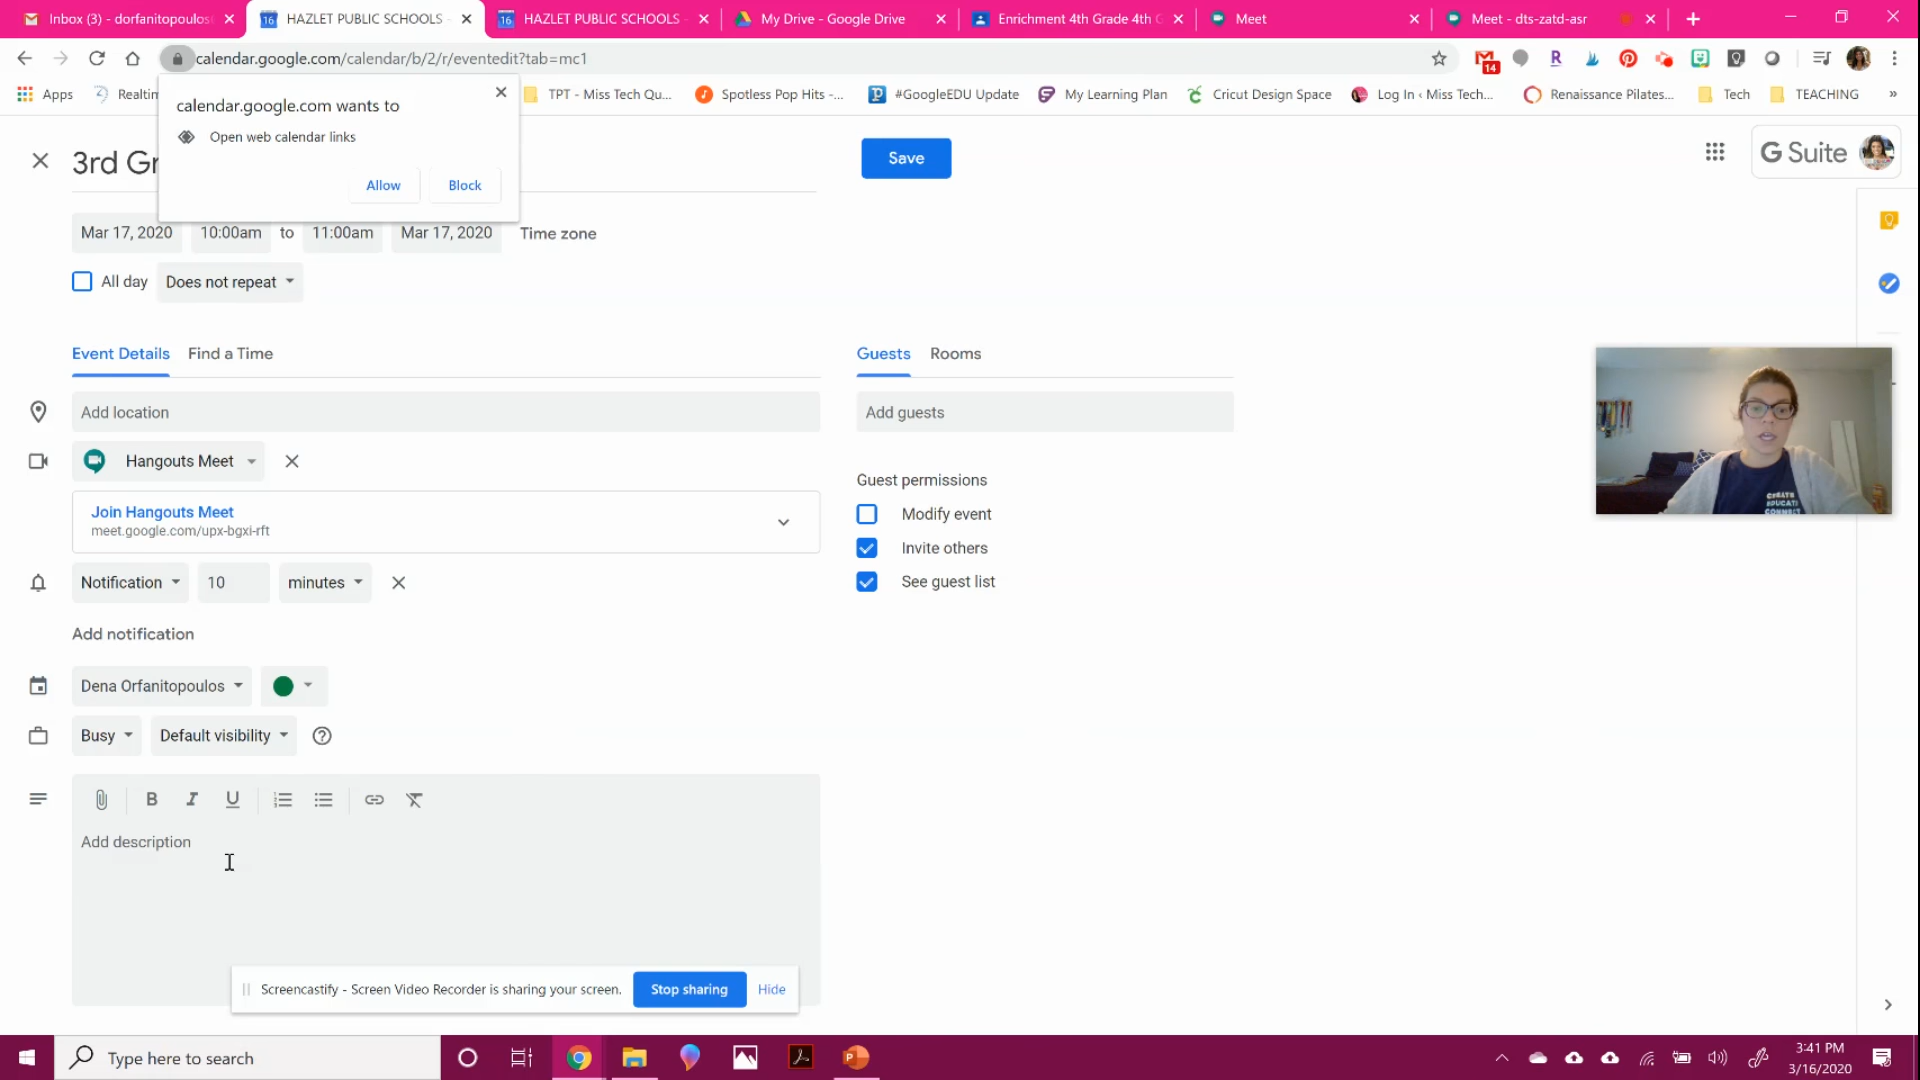 Inbox (3) - dorfanitopoulos
HAZLET PUBLIC SCHOOLS -
HAZLET PUBLIC SCHOOLS -
My Drive - Google Drive
Enrichment 4th Grade 4th G
Meet
Meet - dts-zatd-asr
calendar.google.com/calendar/b/2/r/eventedit?tab=mc1
14
Apps
Realtim
TPT - Miss Tech Qu...
Spotless Pop Hits -...
#GoogleEDU Update
My Learning Plan
Cricut Design Space
Log In ‹ Miss Tech...
Renaissance Pilates...
Tech
TEACHING
»
calendar.google.com wants to
Open web calendar links
Allow
Block
3rd Gr
Save
G Suite
Mar 17, 2020
10:00am
to
11:00am
Mar 17, 2020
Time zone
All day
Does not repeat
Event Details
Find a Time
Guests
Rooms
Add location
Add guests
Hangouts Meet
Guest permissions
Join Hangouts Meet
meet.google.com/upx-bgxi-rft
Modify event
Invite others
See guest list
Notification
10
minutes
Add notification
Dena Orfanitopoulos
Busy
Default visibility
B I U
Add description
CREATE
EDUCATE
CONNECT
Screencastify - Screen Video Recorder is sharing your screen.
Stop sharing
Hide
Type here to search
3:41 PM
3/16/2020